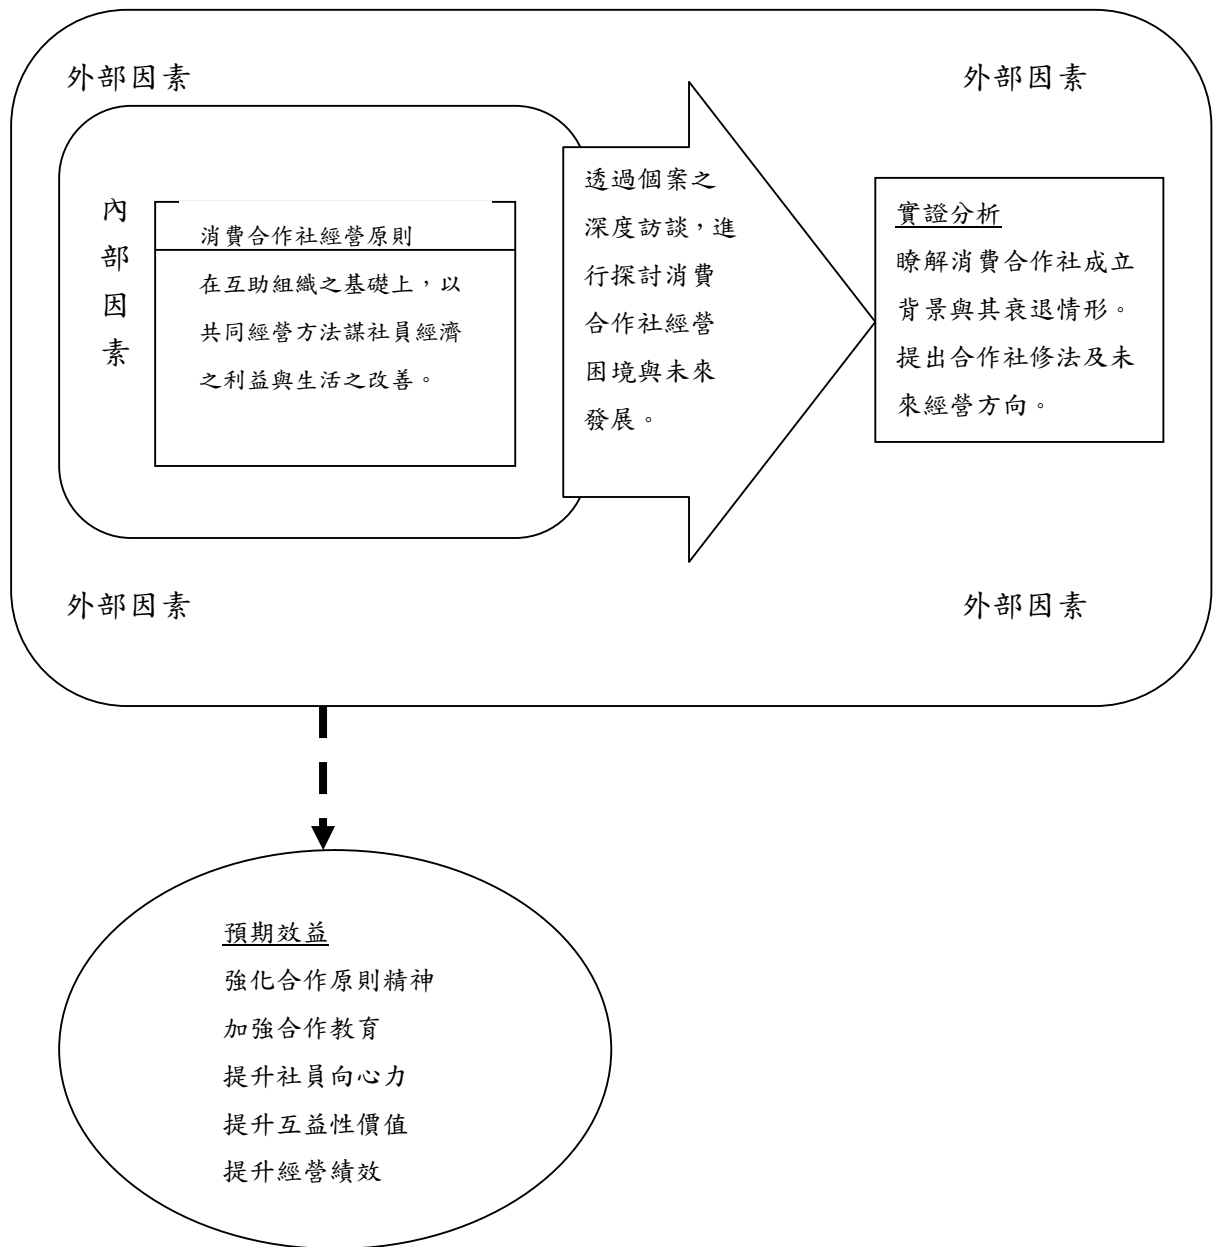 外部因素
外部因素
內
部
因
素
消費合作社經營原則
在互助組織之基礎上，以
共同經營方法謀社員經濟
之利益與生活之改善。
透過個案之
深度訪談，進
行探討消費
合作社經營
困境與未來
發展。
實證分析
瞭解消費合作社成立
背景與其衰退情形。
提出合作社修法及未
來經營方向。
外部因素
外部因素
預期效益
強化合作原則精神
加強合作教育
提升社員向心力
提升互益性價值
提升經營績效